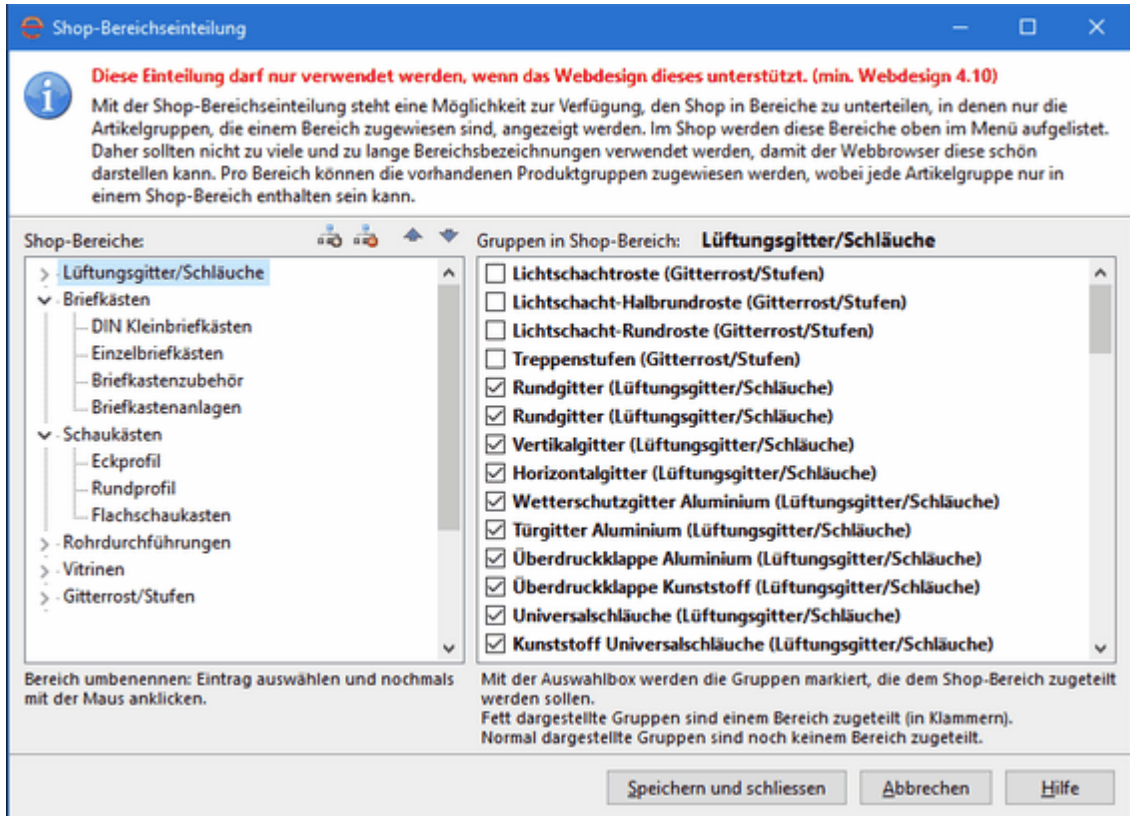 Shop-Bereichseinteilung
Diese Einteilung darf nur verwendet werden, wenn das Webdesign dieses unterstützt. (min. Webdesign 4.10)
Mit der Shop-Bereichseinteilung steht eine Möglichkeit zur Verfügung, den Shop in Bereiche zu unterteilen, in denen nur die
Artikelgruppen, die einem Bereich zugewiesen sind, angezeigt werden. Im Shop werden diese Bereiche oben im Menü aufgelistet.
Daher sollten nicht zu viele und zu lange Bereichsbezeichnungen verwendet werden, damit der Webbrowser diese schön
darstellen kann. Pro Bereich können die vorhandenen Produktgruppen zugewiesen werden, wobei jede Artikelgruppe nur in
einem Shop-Bereich enthalten sein kann.
Shop-Bereiche:
Lüftungsgitter/Schläuche
Briefkästen
DIN Kleinbriefkästen
Einzelbriefkästen
Briefkastenzubehör
Briefkastenanlagen
Schaukästen
Eckprofil
Rundprofil
Flachschaukasten
Rohrdurchführungen
Vitrinen
Gitterrost/Stufen
Bereich umbenennen: Eintrag auswählen und nochmals
mit der Maus anklicken.
Gruppen in Shop-Bereich: Lüftungsgitter/Schläuche
Lichtschachtroste (Gitterrost/Stufen)
Lichtschacht-Halbrundroste (Gitterrost/Stufen)
Lichtschacht-Rundroste (Gitterrost/Stufen)
Treppenstufen (Gitterrost/Stufen)
Rundgitter (Lüftungsgitter/Schläuche)
Rundgitter (Lüftungsgitter/Schläuche)
Vertikalgitter (Lüftungsgitter/Schläuche)
Horizontalgitter (Lüftungsgitter/Schläuche)
Wetterschutzgitter Aluminium (Lüftungsgitter/Schläuche)
Türgitter Aluminium (Lüftungsgitter/Schläuche)
Überdruckklappe Aluminium (Lüftungsgitter/Schläuche)
Überdruckklappe Kunststoff (Lüftungsgitter/Schläuche)
Universalschläuche (Lüftungsgitter/Schläuche)
Kunststoff Universalschläuche (Lüftungsgitter/Schläuche)
Mit der Auswahlbox werden die Gruppen markiert, die dem Shop-Bereich zugeteilt
werden sollen.
Fett dargestellte Gruppen sind einem Bereich zugeteilt (in Klammern).
Normal dargestellte Gruppen sind noch keinem Bereich zugeteilt.
Speichern und schliessen
Abbrechen
Hilfe